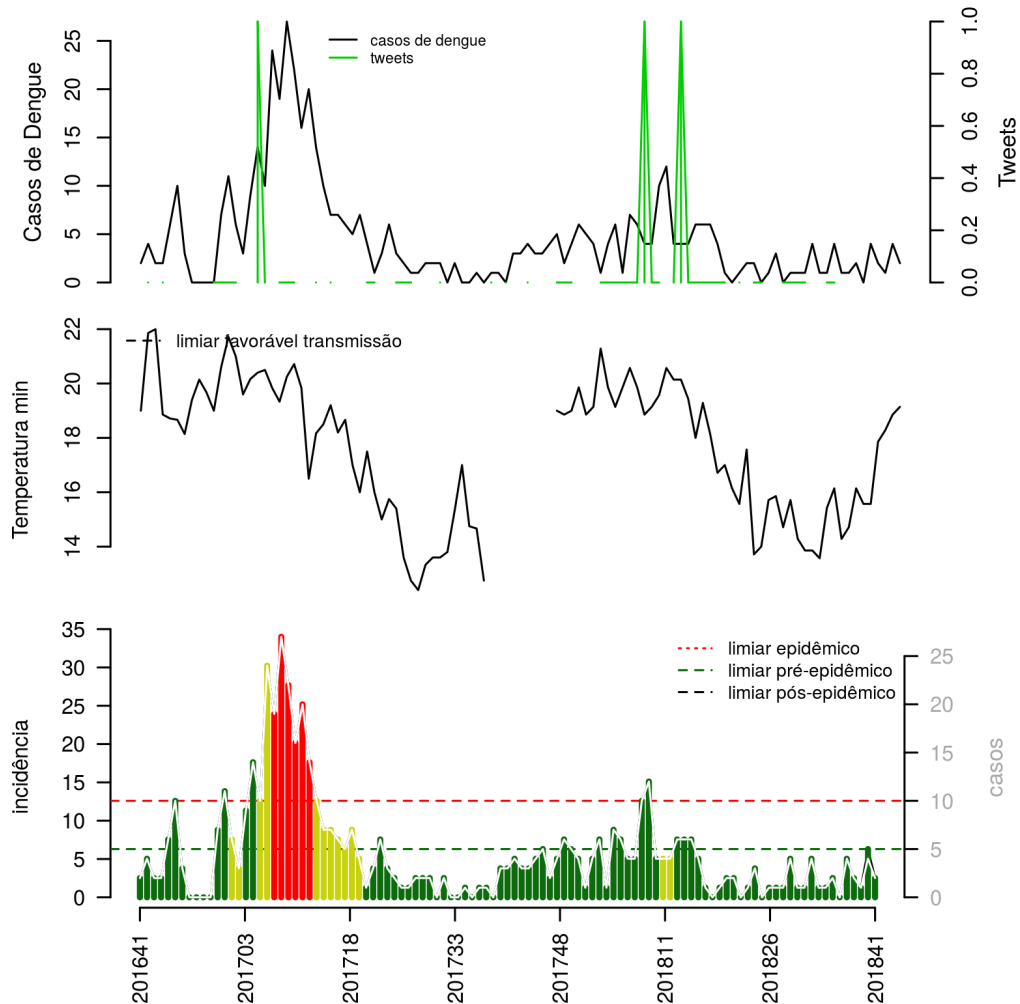 casos de dengue
tweets
Casos de Dengue
0 5 10 15 20 25
Tweets
0.0 0.2 0.4 0.6 0.8 1.0
limiar favorável transmissão
Temperatura min
14 16 18 20 22
limiar epidêmico
limiar pré-epidêmico
limiar pós-epidêmico
incidência
0 5 10 15 20 25 30 35
casos
0 5 10 15 20 25
201641 201703 201718 201733 201748 201811 201826 201841